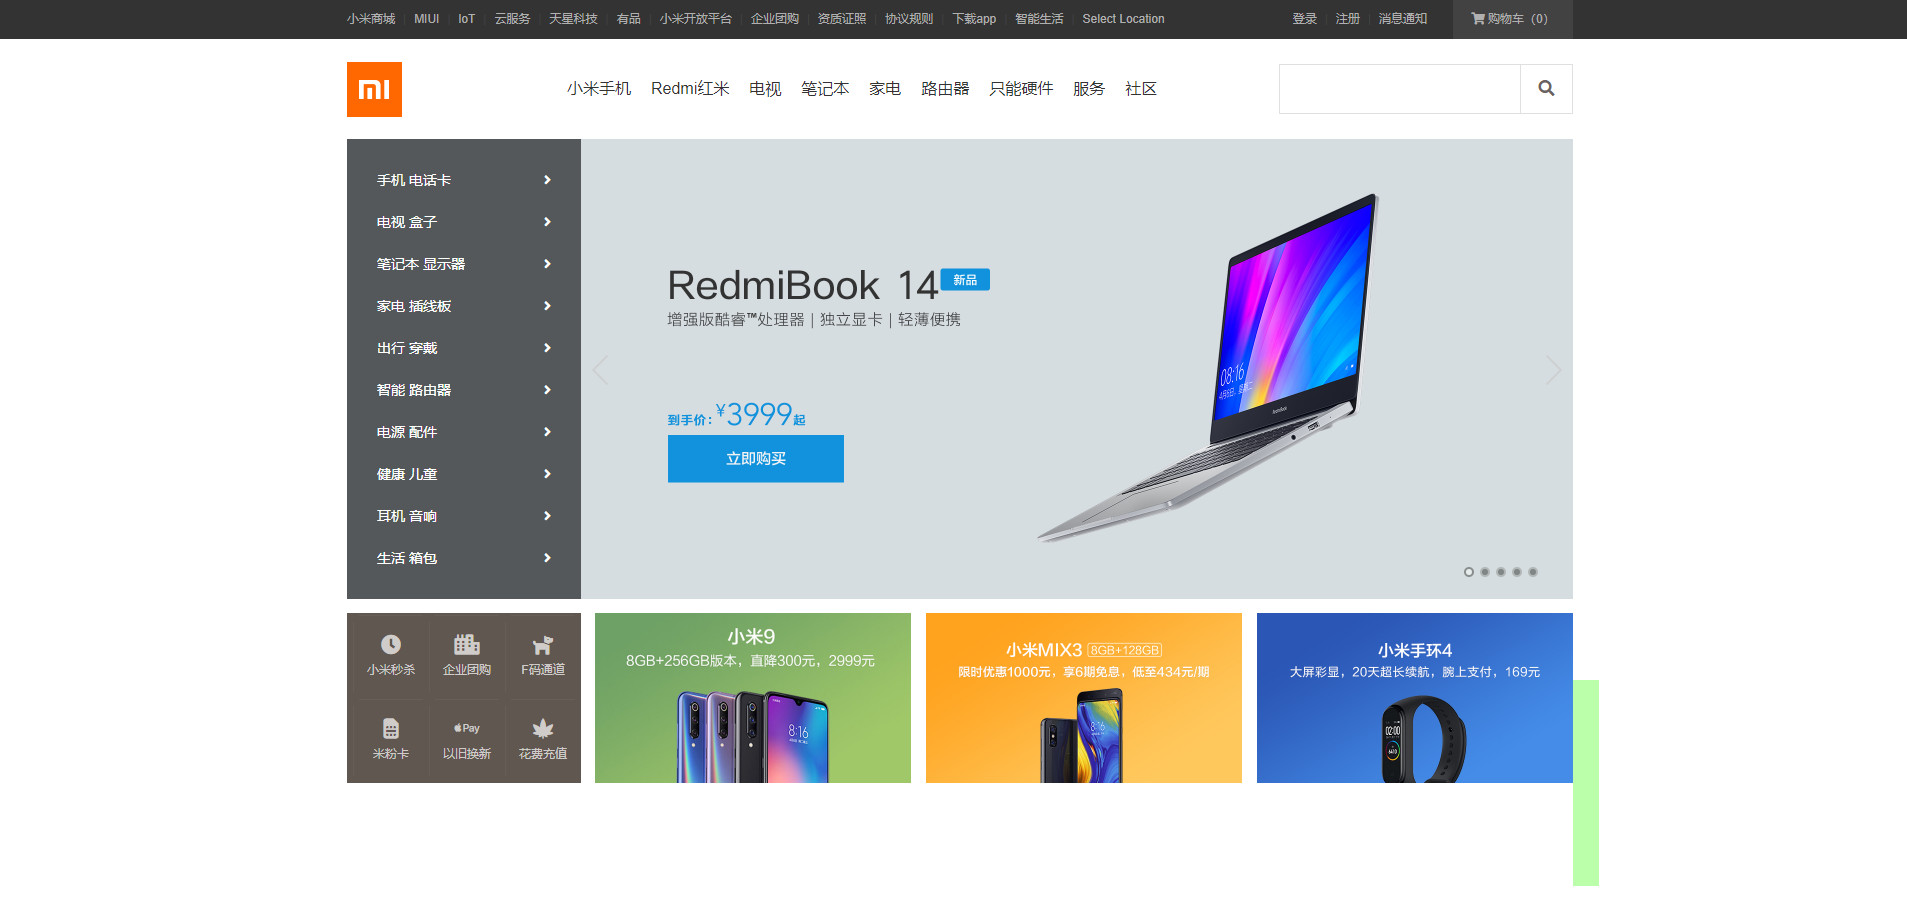 小米商城 MIUI IoT 云服务 天星科技 有品 小米开放平台 企业团购 资质证照 协议规则 下载app 智能生活 Select Location 登录 注册 消息通知 购物车（0）
小米手机 Redmi红米 电视 笔记本 家电 路由器 只能硬件 服务 社区
手机 电话卡
电视 盒子
笔记本 显示器
家电 插线板
出行 穿戴
智能 路由器
电源 配件
健康 儿童
耳机 音响
生活 箱包
RedmiBook 14 新品
增强版酷睿™处理器 | 独立显卡 | 轻薄便携
到手价：¥3999起
立即购买
08:16
小米秒杀 企业团购 F码通道
米粉卡 Pay 以旧换新 花费充值
小米9
8GB+256GB版本，直降300元，2999元
8:16
小米MIX3 8GB+128GB
限时优惠1000元，享6期免息，低至434元/期
8:16
小米手环4
大屏彩显，20天超长续航，腕上支付，169元
02:00